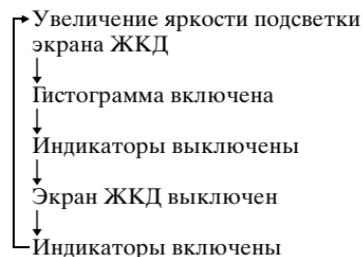 Увеличение яркости подсветки
экрана ЖКД
Гистограмма включена
Индикаторы выключены
Экран ЖКД выключен
Индикаторы включены